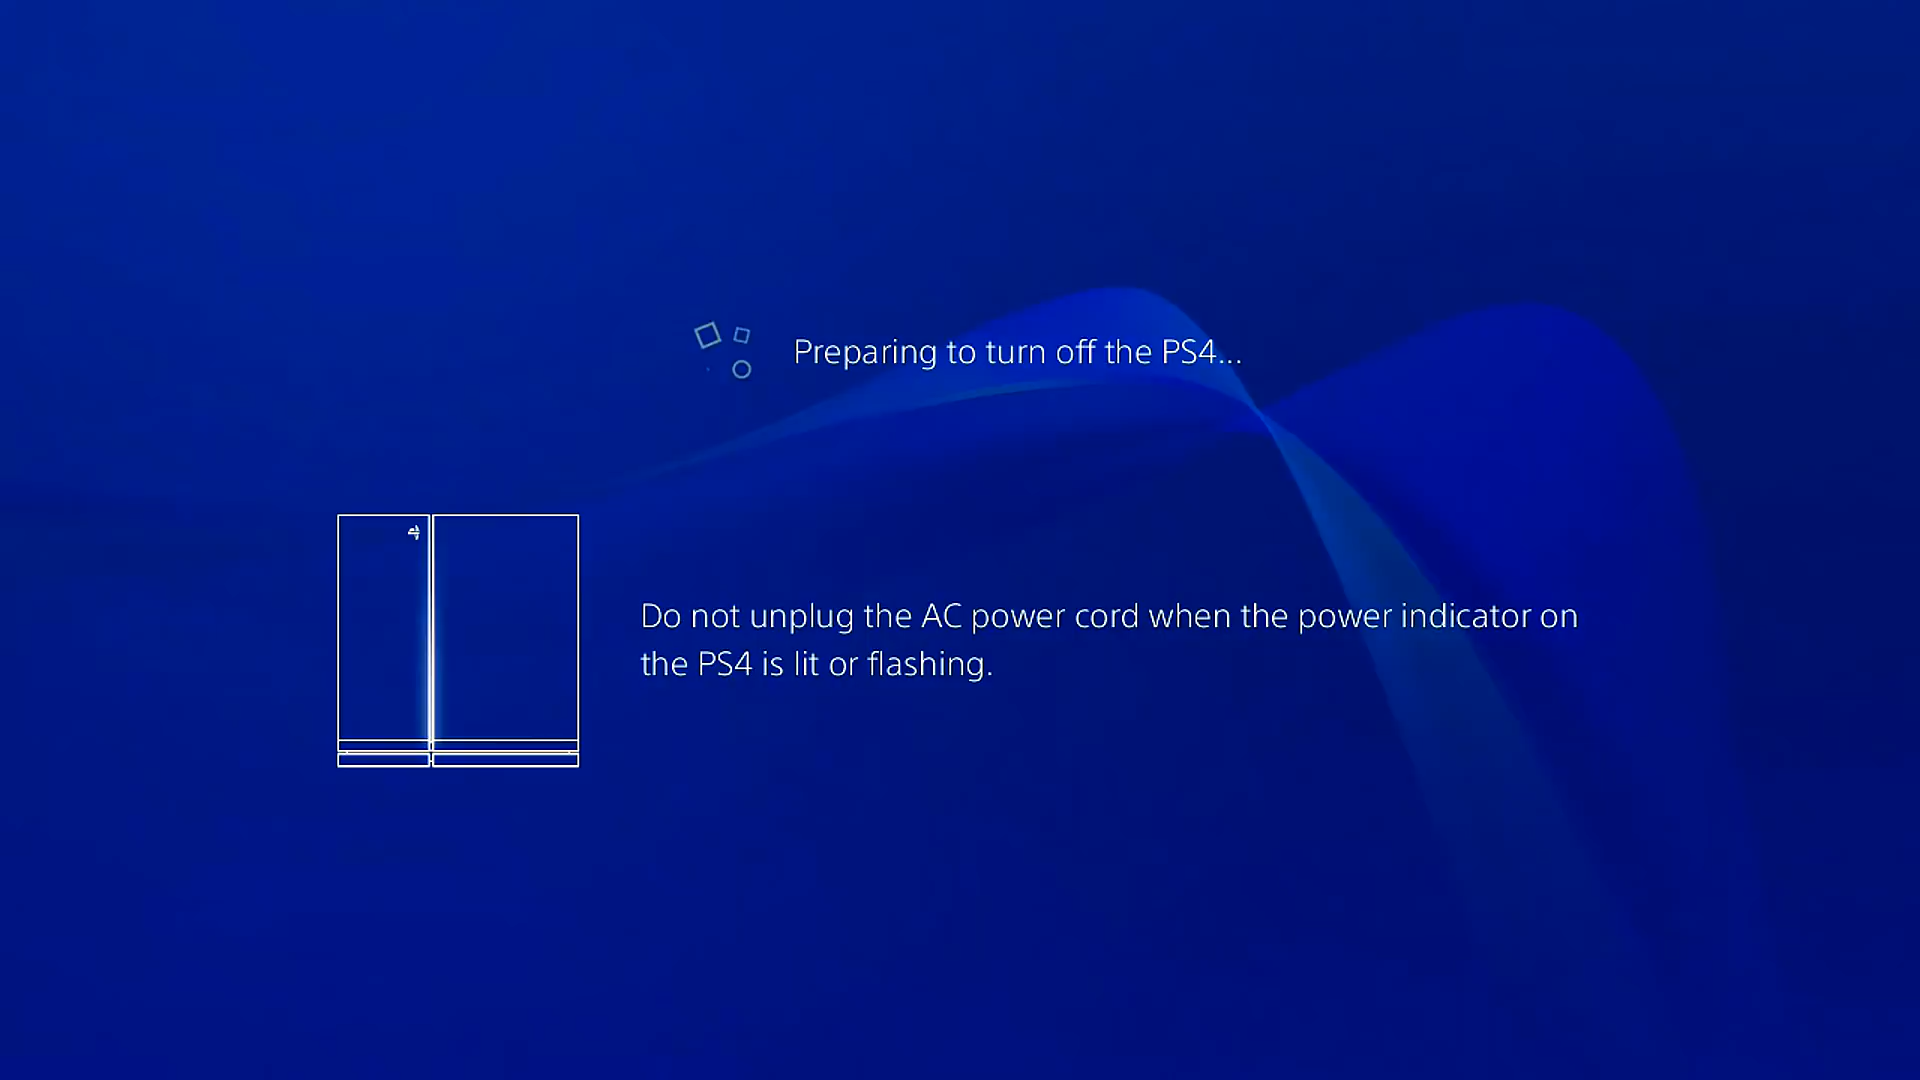 Preparing to turn off the PS4...
Do not unplug the AC power cord when the power indicator on
the PS4 is lit or flashing.